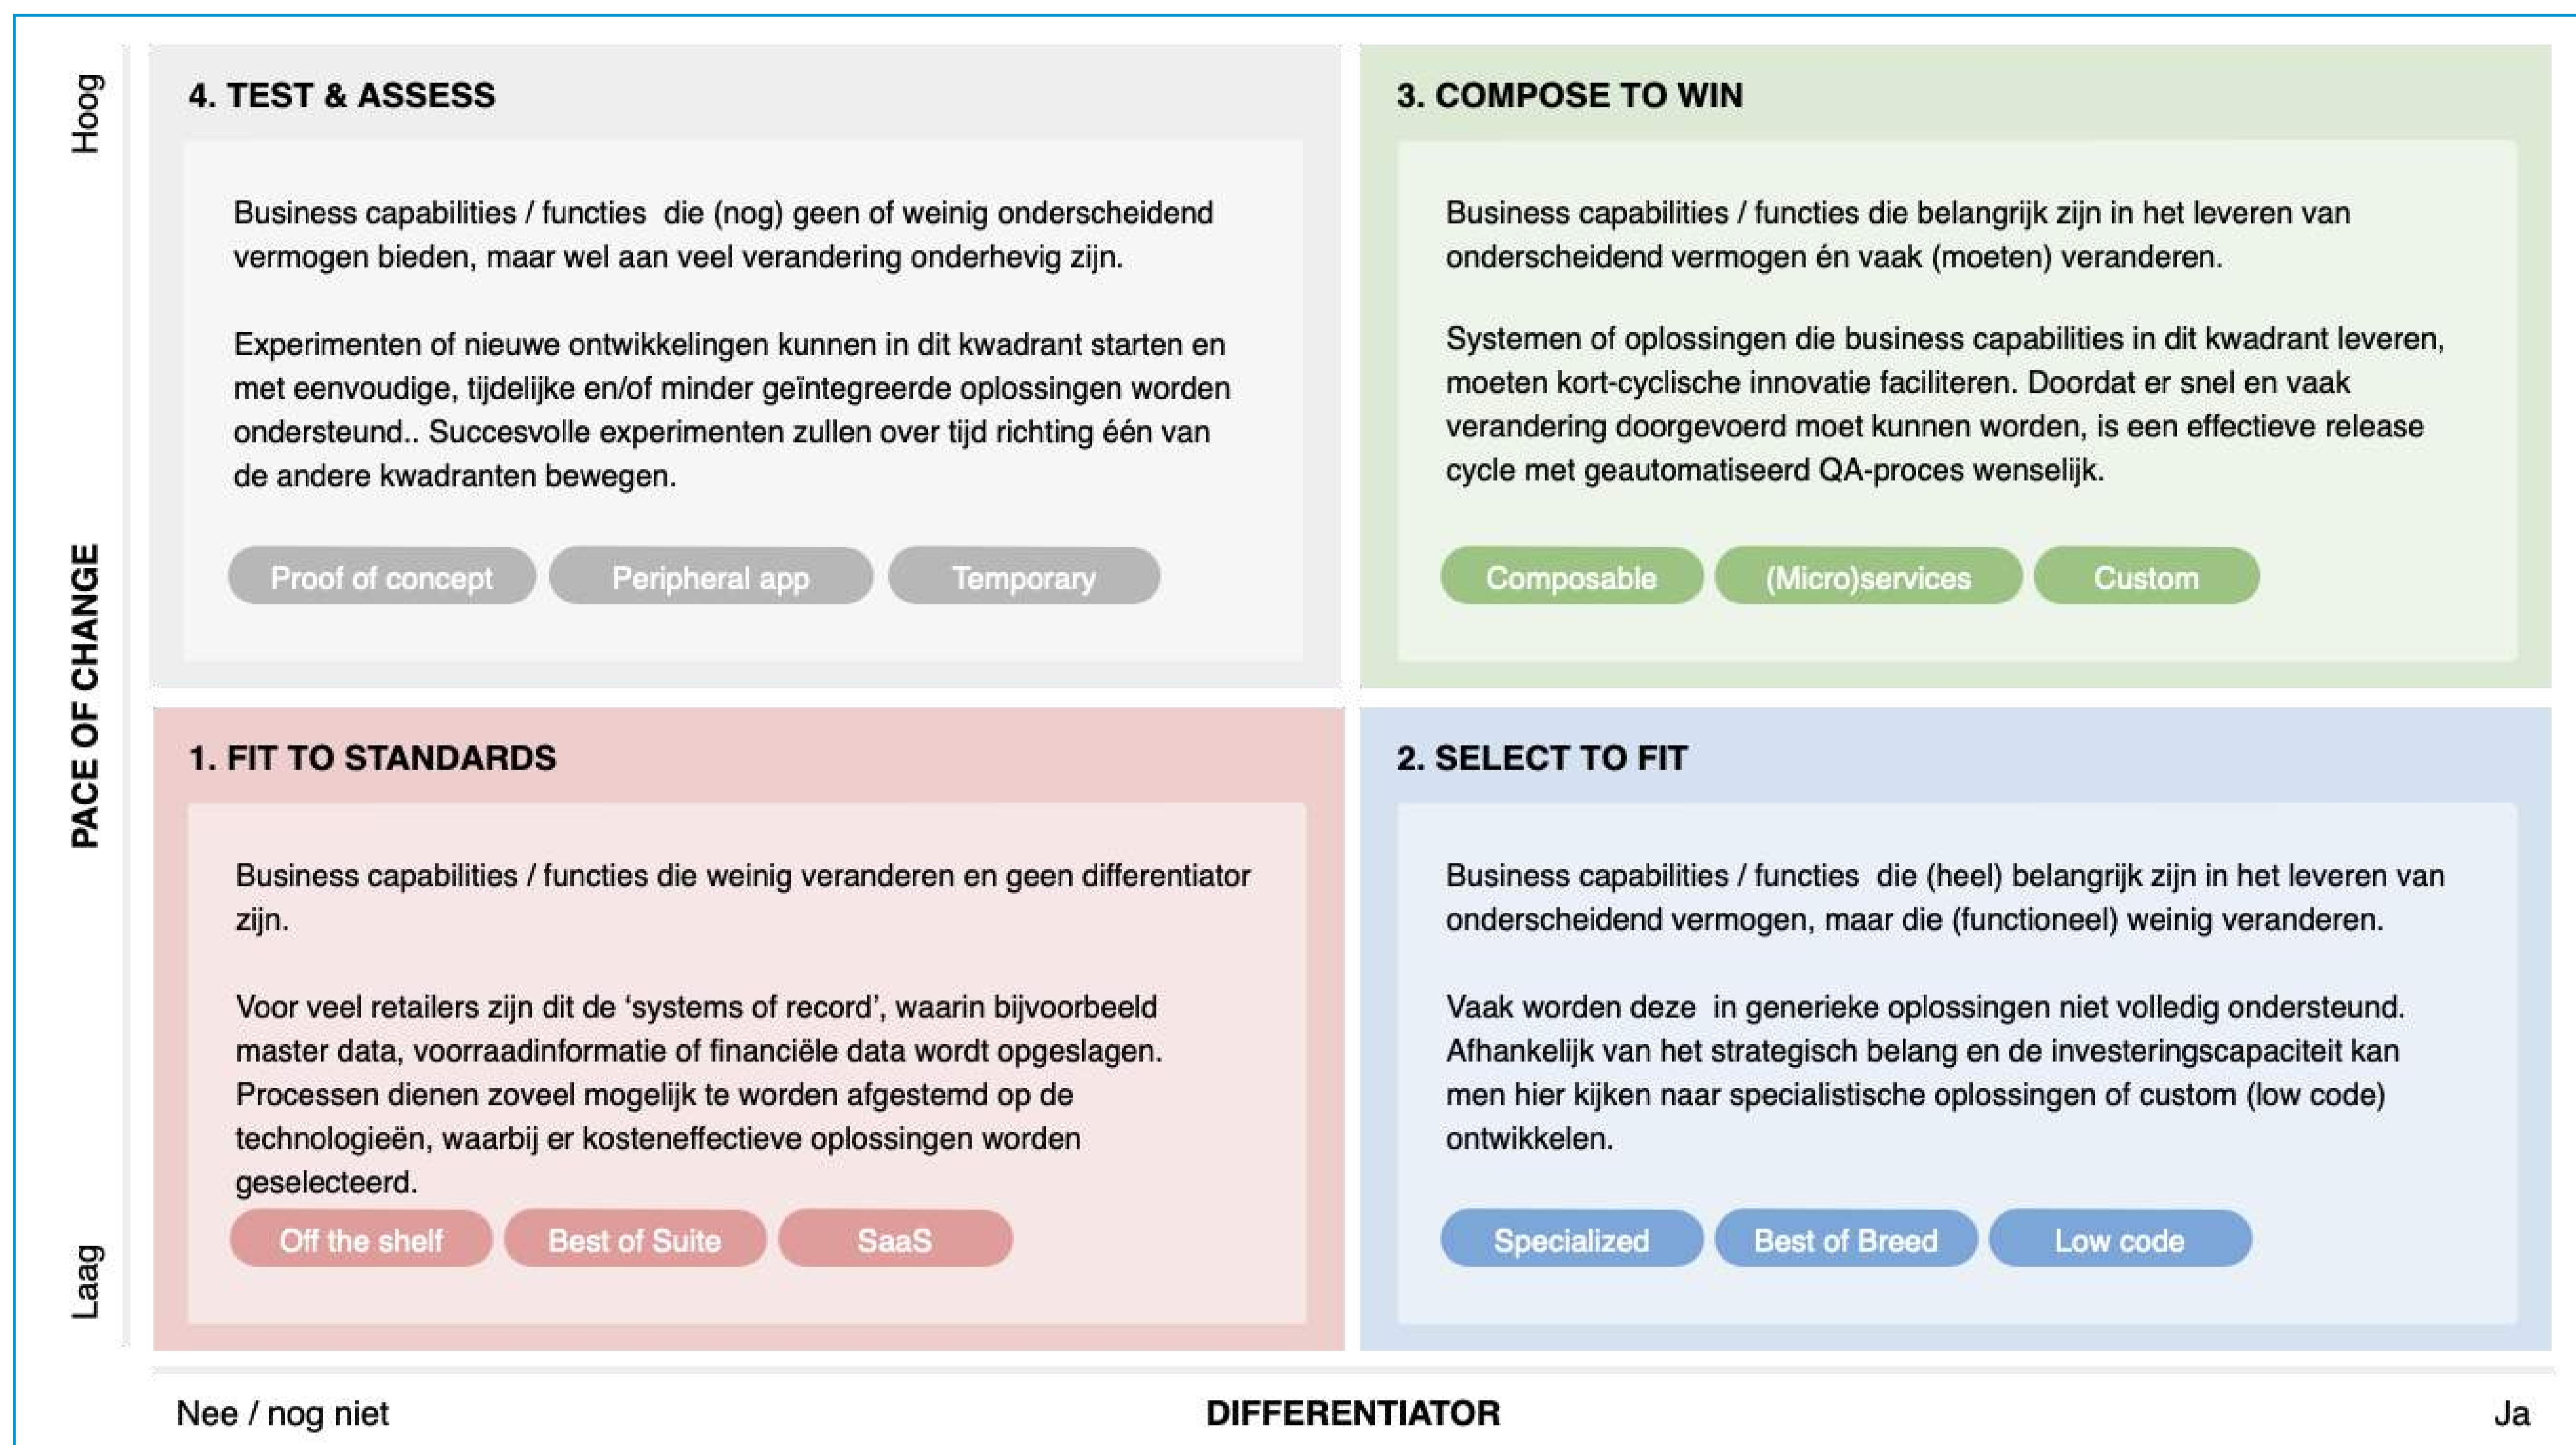 Hoog
PACE OF CHANGE
Laag
4. TEST & ASSESS
Business capabilities / functies die (nog) geen of weinig onderscheidend
vermogen bieden, maar wel aan veel verandering onderhevig zijn.
Experimenten of nieuwe ontwikkelingen kunnen in dit kwadrant starten en
met eenvoudige, tijdelijke en/of minder geïntegreerde oplossingen worden
ondersteund.. Succesvolle experimenten zullen over tijd richting één van
de andere kwadranten bewegen.
Proof of concept
Peripheral app
Temporary
3. COMPOSE TO WIN
Business capabilities / functies die belangrijk zijn in het leveren van
onderscheidend vermogen én vaak (moeten) veranderen.
Systemen of oplossingen die business capabilities in dit kwadrant leveren,
moeten kort-cyclische innovatie faciliteren. Doordat er snel en vaak
verandering doorgevoerd moet kunnen worden, is een effectieve release
cycle met geautomatiseerd QA-proces wenselijk.
Composable
(Micro)services
Custom
1. FIT TO STANDARDS
Business capabilities / functies die weinig veranderen en geen differentiator
zijn.
Voor veel retailers zijn dit de ‘systems of record’, waarin bijvoorbeeld
master data, voorraadinformatie of financiële data wordt opgeslagen.
Processen dienen zoveel mogelijk te worden afgestemd op de
technologieën, waarbij er kosteneffectieve oplossingen worden
geselecteerd.
Off the shelf
Best of Suite
SaaS
2. SELECT TO FIT
Business capabilities / functies die (heel) belangrijk zijn in het leveren van
onderscheidend vermogen, maar die (functioneel) weinig veranderen.
Vaak worden deze in generieke oplossingen niet volledig ondersteund.
Afhankelijk van het strategisch belang en de investeringscapaciteit kan
men hier kijken naar specialistische oplossingen of custom (low code)
ontwikkelen.
Specialized
Best of Breed
Low code
Nee / nog niet
DIFFERENTIATOR
Ja